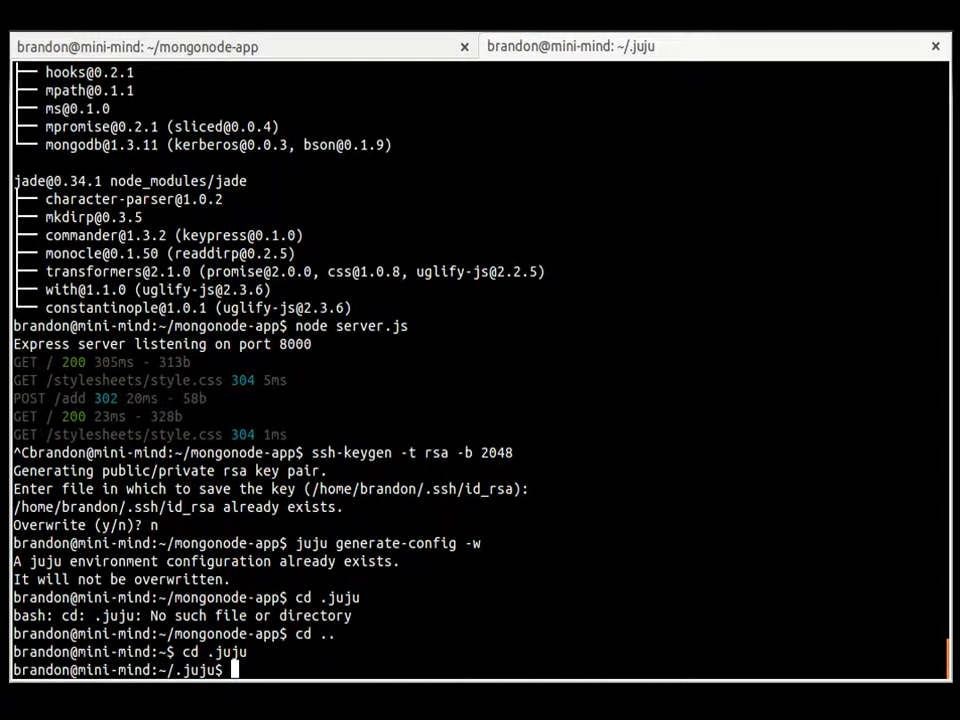 brandon@mini-mind: ~/mongonode-app × brandon@mini-mind: ~/.juju ×
├── hooks@0.2.1
├── mpath@0.1.1
├── ms@0.1.0
├── mpromise@0.2.1 (sliced@0.0.4)
└── mongodb@1.3.11 (kerberos@0.0.3, bson@0.1.9)

jade@0.34.1 node_modules/jade
├── character-parser@1.0.2
├── mkdirp@0.3.5
├── commander@1.3.2 (keypress@0.1.0)
├── monocle@0.1.50 (readdirp@0.2.5)
├── transformers@2.1.0 (promise@2.0.0, css@1.0.8, uglify-js@2.2.5)
├── with@1.1.0 (uglify-js@2.3.6)
└── constantinople@1.0.1 (uglify-js@2.3.6)
brandon@mini-mind:~/mongonode-app$ node server.js
Express server listening on port 8000
GET / 200 305ms - 313b
GET /stylesheets/style.css 304 5ms
POST /add 302 20ms - 58b
GET / 200 23ms - 328b
GET /stylesheets/style.css 304 1ms
^Cbrandon@mini-mind:~/mongonode-app$ ssh-keygen -t rsa -b 2048
Generating public/private rsa key pair.
Enter file in which to save the key (/home/brandon/.ssh/id_rsa):
/home/brandon/.ssh/id_rsa already exists.
Overwrite (y/n)? n
brandon@mini-mind:~/mongonode-app$ juju generate-config -w
A juju environment configuration already exists.
It will not be overwritten.
brandon@mini-mind:~/mongonode-app$ cd .juju
bash: cd: .juju: No such file or directory
brandon@mini-mind:~/mongonode-app$ cd ..
brandon@mini-mind:~$ cd .juju
brandon@mini-mind:~/.juju$